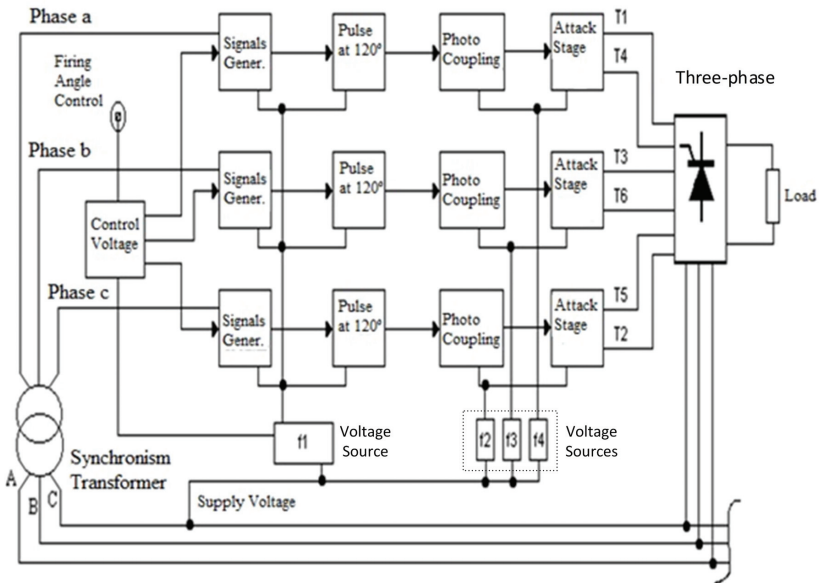 Phase a
Signals
Gener.
Pulse
at 120º
Photo
Coupling
Attack
Stage
T1
T4
Three-phase
Firing
Angle
Control
Phase b
Signals
Gener.
Pulse
at 120º
Photo
Coupling
Attack
Stage
T3
T6
Load
Control
Voltage
Phase c
Signals
Gener.
Pulse
at 120º
Photo
Coupling
Attack
Stage
T5
T2
f1
Voltage
Source
f2
f3
f4
Voltage
Sources
Synchronism
Transformer
A
B
C
Supply Voltage